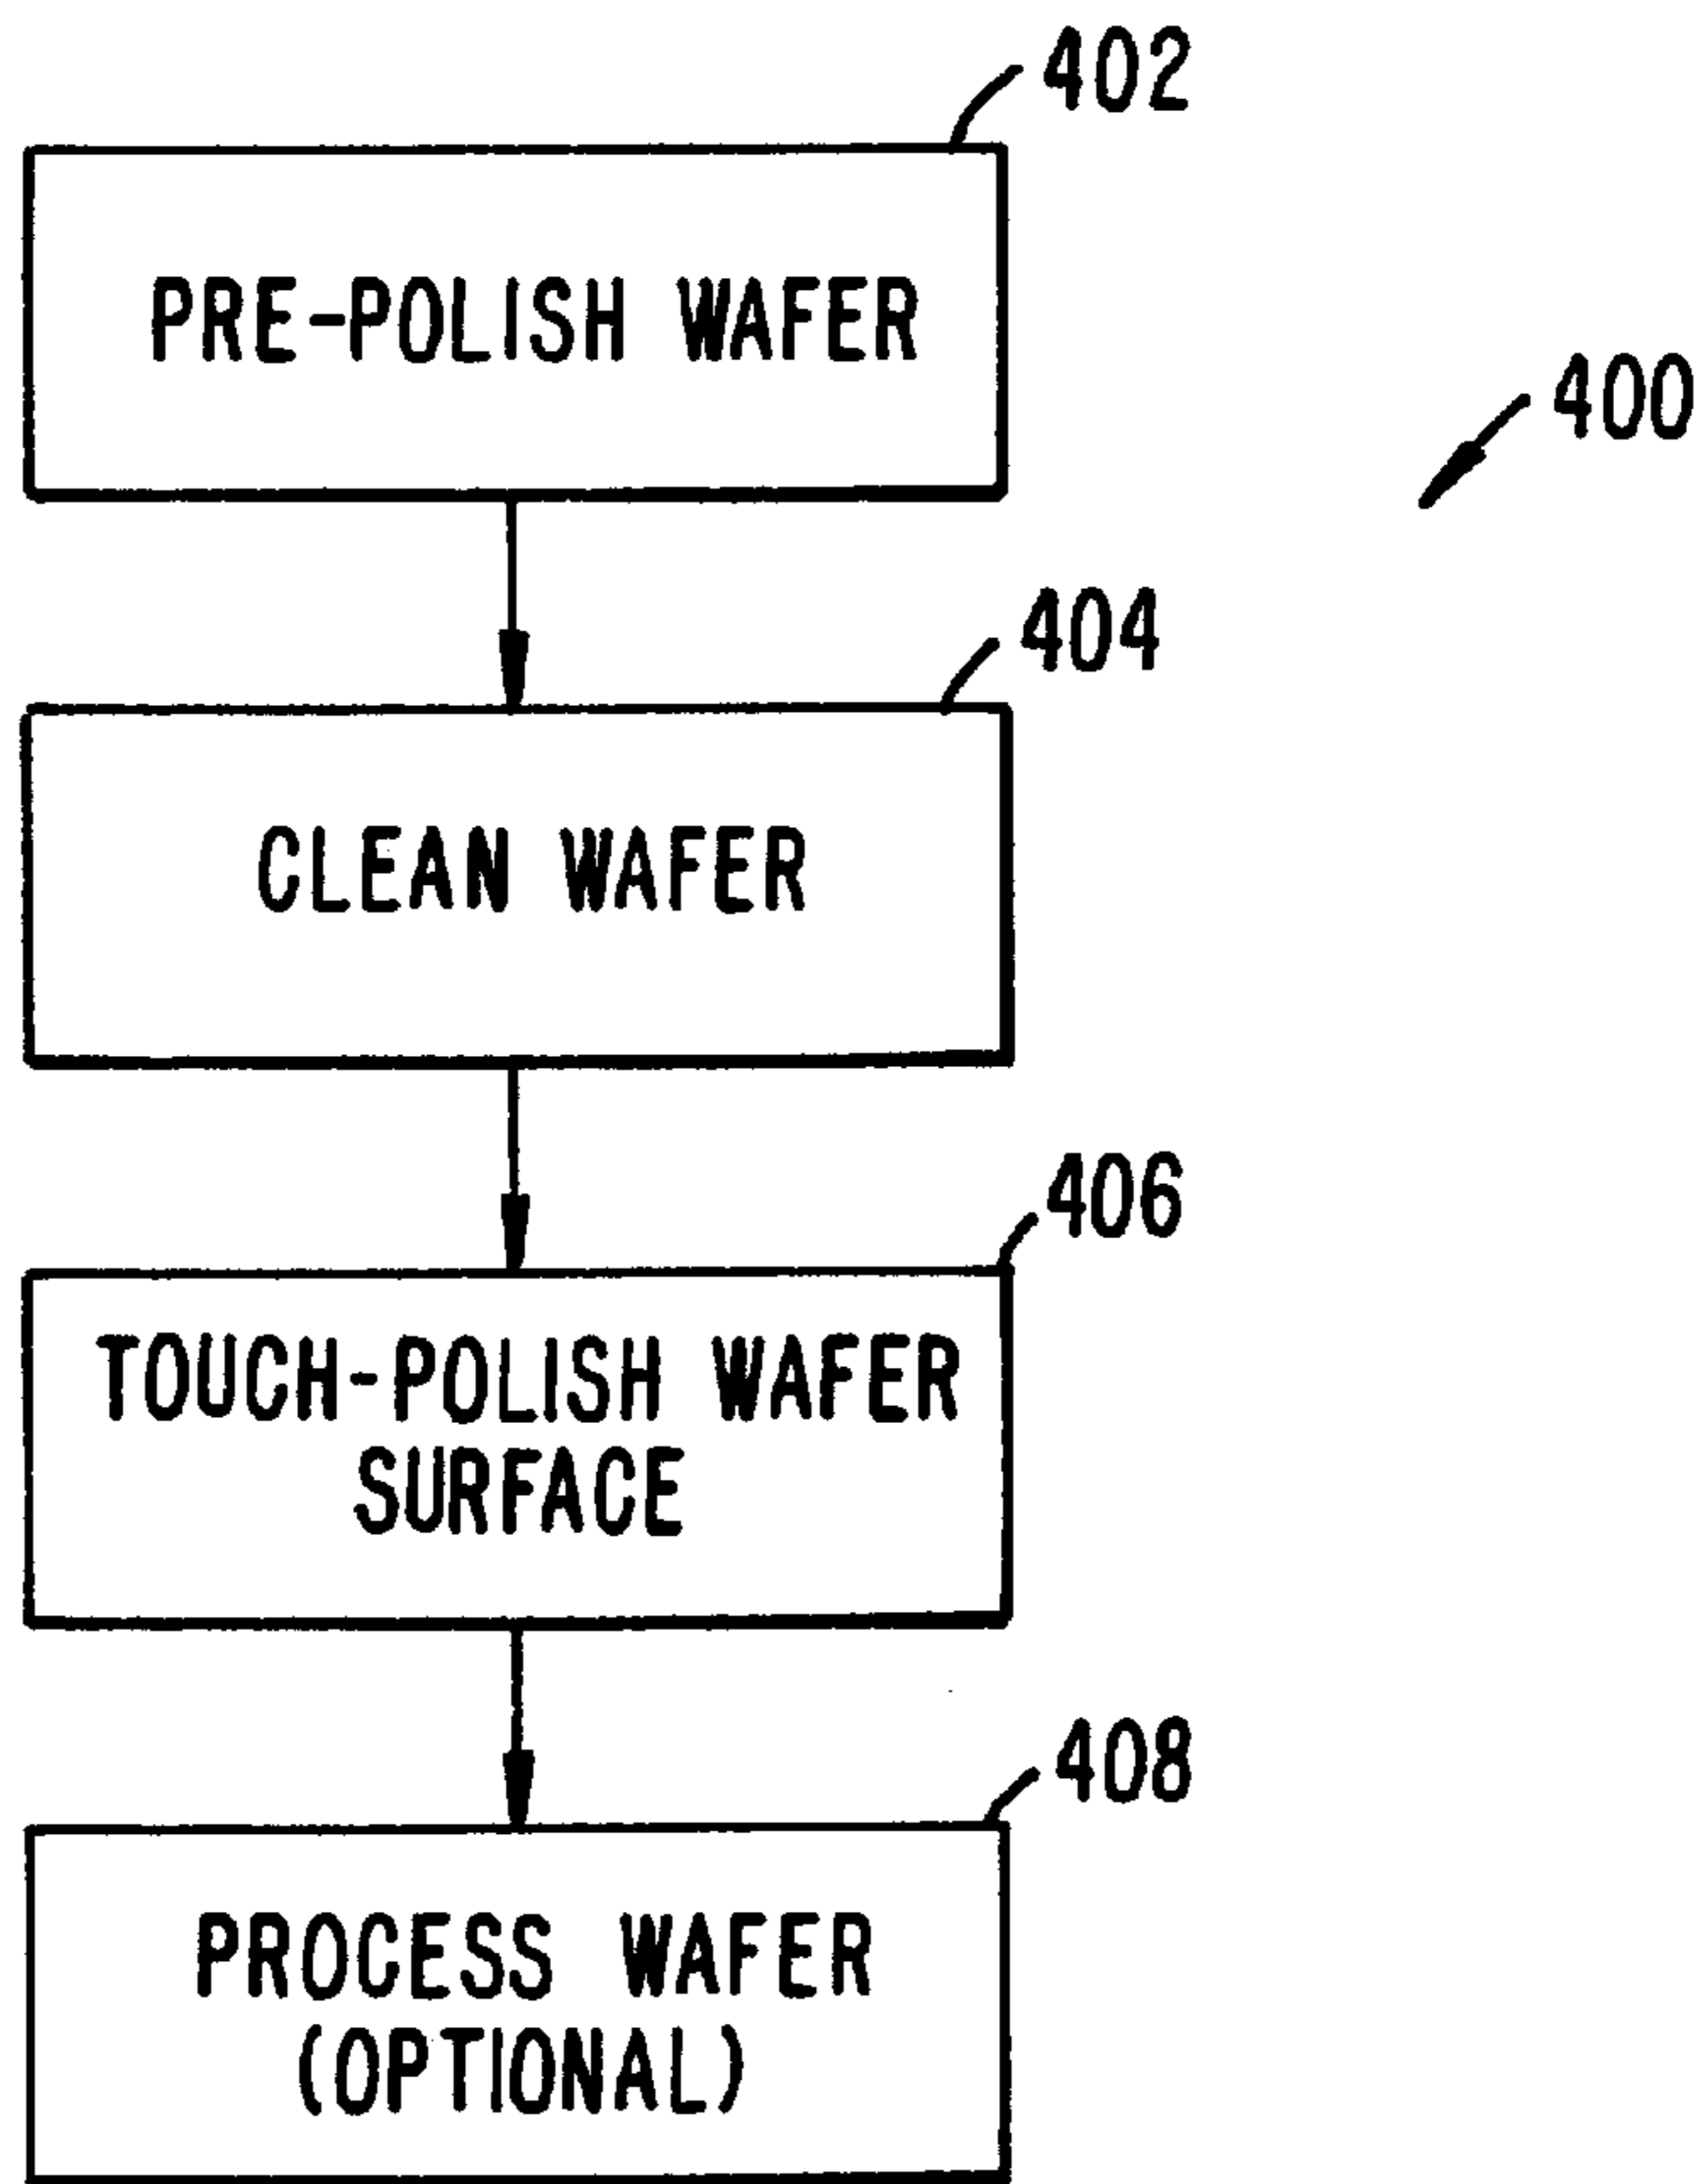 402
PRE-POLISH WAFER
400
404
CLEAN WAFER
406
TOUCH-POLISH WAFER
SURFACE
408
PROCESS WAFER
(OPTIONAL)